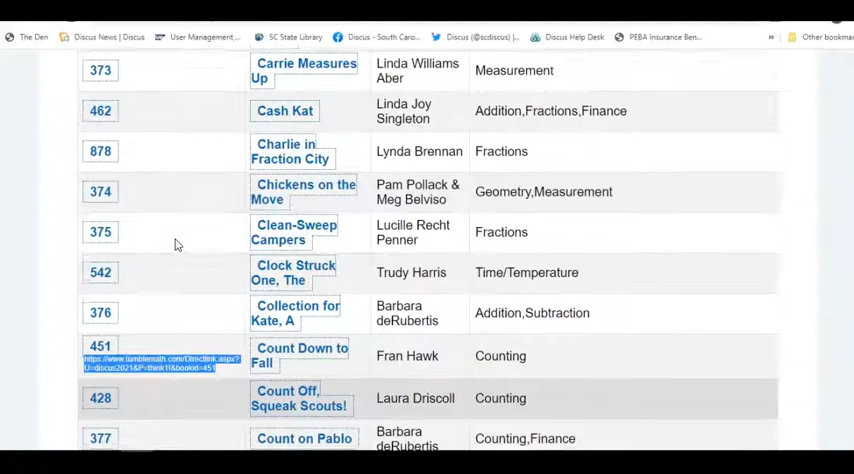 The Den Discus News | Discus User Management,... SC State Library Discus - South Caro... Discus (@scdiscus) |... Discus Help Desk PEBA Insurance Ben... » Other bookma
373 Carrie Measures Linda Williams Measurement
Up Aber
462 Cash Kat Linda Joy Addition,Fractions,Finance
Singleton
878 Charlie in Lynda Brennan Fractions
Fraction City
374 Chickens on the Pam Pollack & Geometry,Measurement
Move Meg Belviso
375 Clean-Sweep Lucille Recht Fractions
Campers Penner
542 Clock Struck Trudy Harris Time/Temperature
One, The
376 Collection for Barbara Addition,Subtraction
Kate, A deRubertis
451 Count Down to Fran Hawk Counting
https://www.tumblemath.com/Directlink.aspx? Fall
U=discus2021&P=think1!&bookid=451
428 Count Off, Laura Driscoll Counting
Squeak Scouts!
377 Count on Pablo Barbara Counting,Finance
deRubertis